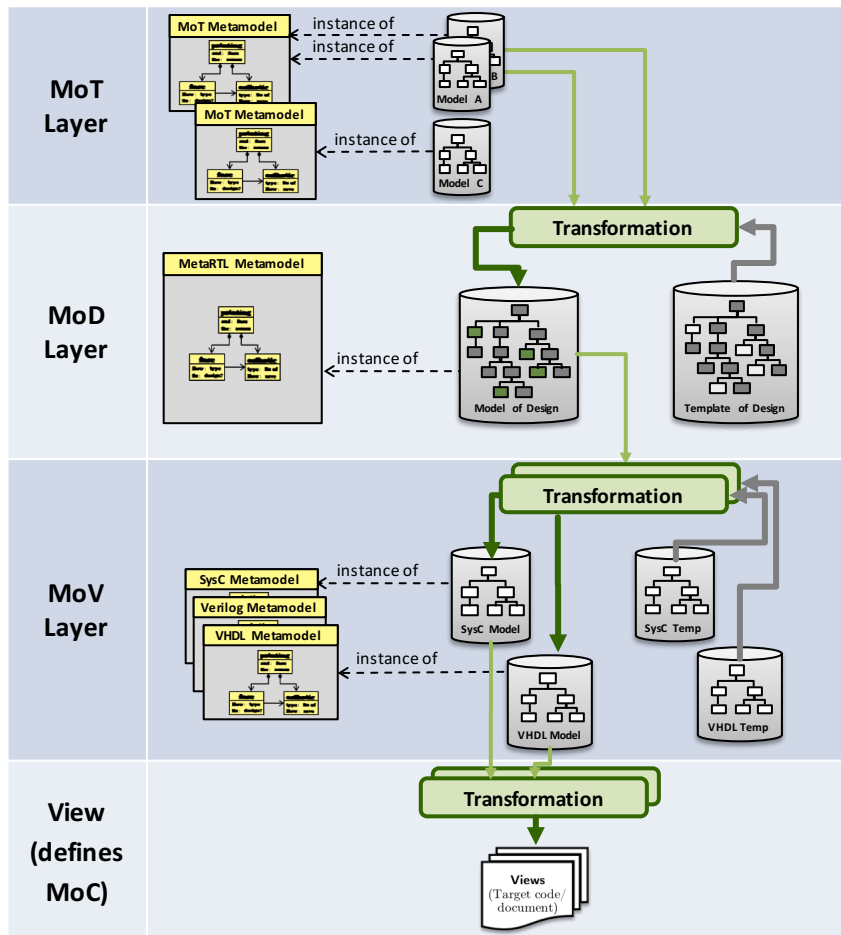 MoT
Layer
MoT Metamodel
instance of
instance of
B
Model A
MoT Metamodel
instance of
Model C
MoD
Layer
Transformation
MetaRTL Metamodel
instance of
Model of Design
Template of Design
MoV
Layer
Transformation
SysC Metamodel
instance of
SysC Model
SysC Temp
Verilog Metamodel
VHDL Metamodel
instance of
VHDL Model
VHDL Temp
View
(defines
MoC)
Transformation
Views
(Target code/
document)